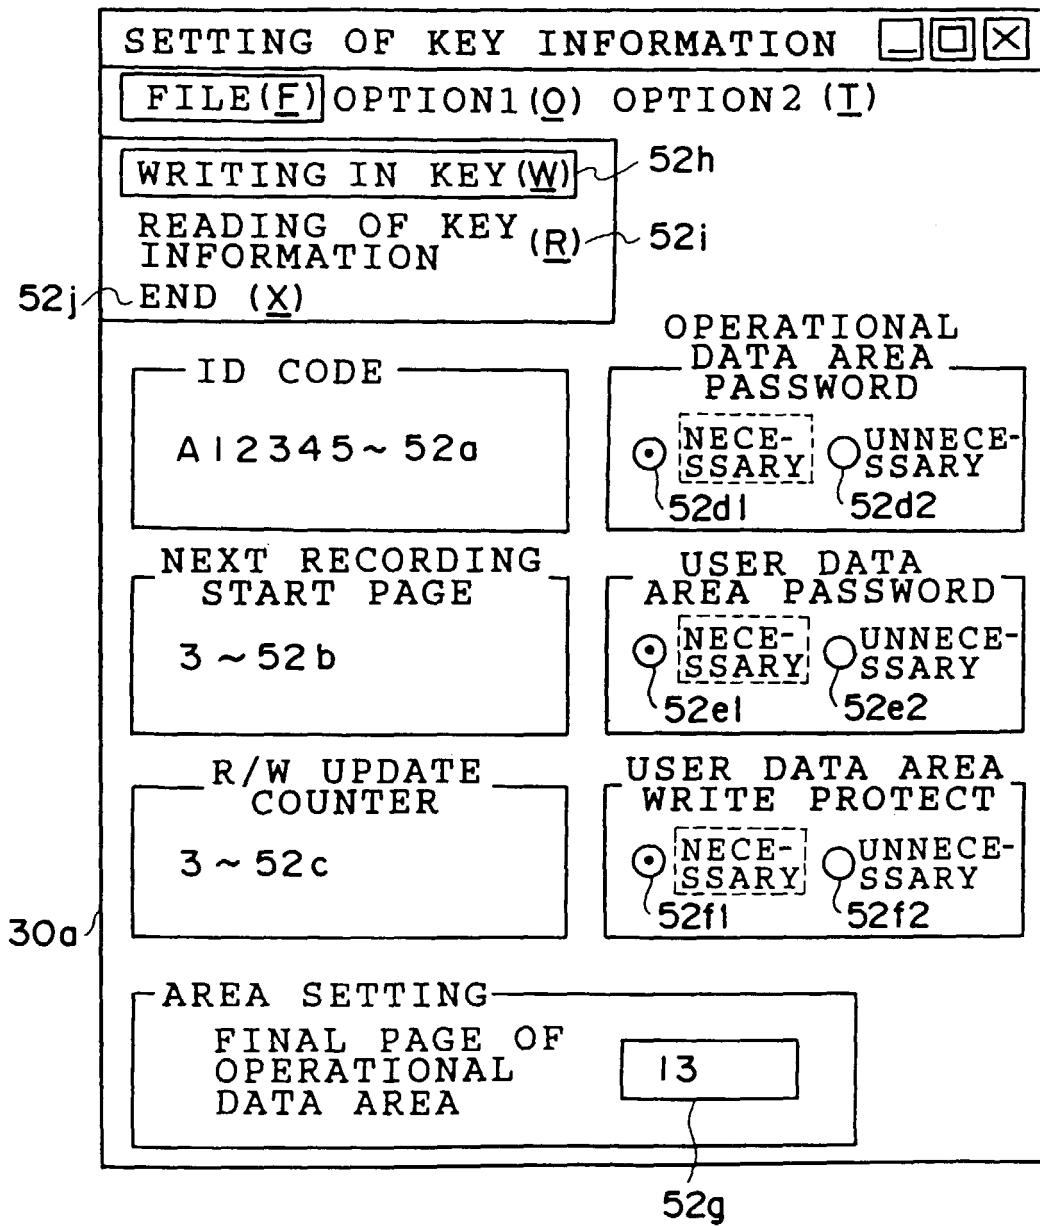 SETTING OF KEY INFORMATION
FILE(F) OPTION1(O) OPTION2(T)
WRITING IN KEY(W) 52h
READING OF KEY
INFORMATION (R) 52i
52j END (X)
ID CODE
A12345~52a
OPERATIONAL
DATA AREA
PASSWORD
NECE- UNNECE-
SSARY SSARY
52d1 52d2
NEXT RECORDING
START PAGE
3~52b
USER DATA
AREA PASSWORD
NECE- UNNECE-
SSARY SSARY
52e1 52e2
R/W UPDATE
COUNTER
3~52c
USER DATA AREA
WRITE PROTECT
NECE- UNNECE-
SSARY SSARY
52f1 52f2
30a
AREA SETTING
FINAL PAGE OF
OPERATIONAL
DATA AREA
13
52g